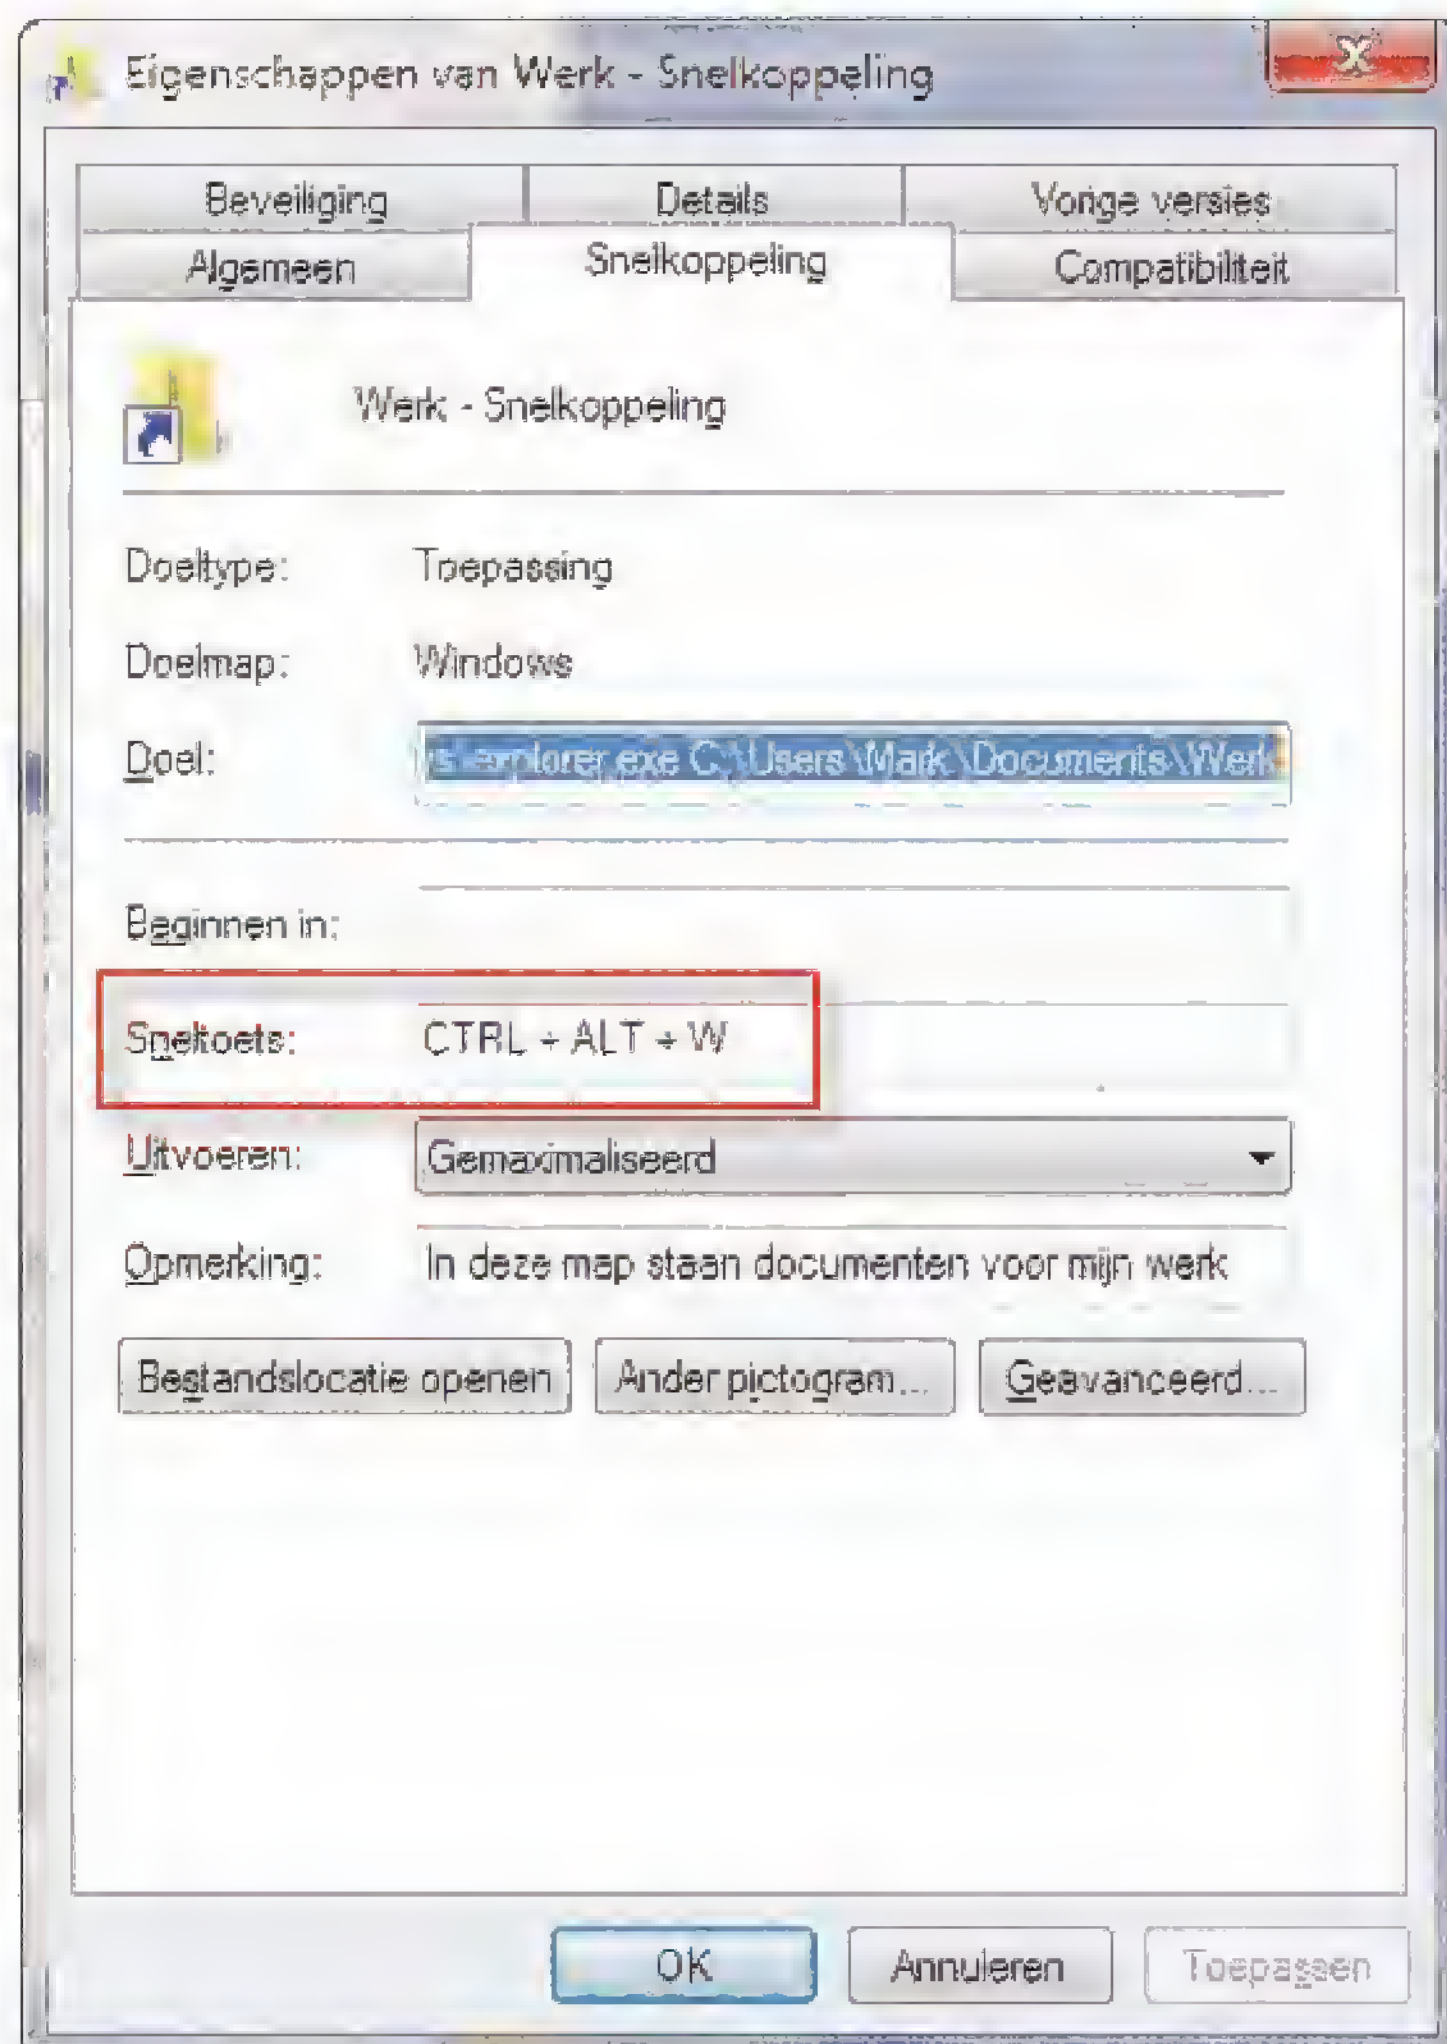 Eigenschappen van Werk - Snelkoppeling
Beveiliging Details Vorige versies
Algemeen Snelkoppeling Compatibiliteit
Werk - Snelkoppeling
Doeltype: Toepassing
Doelmap: Windows
Doel: explorer.exe C:\Users\Mark\Documents\Werk
Beginnen in:
Sneltoets: CTRL + ALT + W
Uitvoeren: Gemaximaliseerd
Opmerking: In deze map staan documenten voor mijn werk
Bestandslocatie openen Ander pictogram... Geavanceerd...
OK Annuleren Toepassen